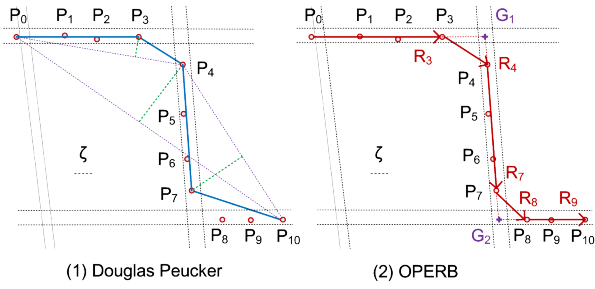 P0 P1 P2 P3
P4
P5
P6
P7
P8 P9 P10
ζ
(1) Douglas Peucker
P0 P1 P2 P3 G1
R3 R4
P4
P5
P6
R7
P7 R8 R9
G2 P8 P9 P10
ζ
(2) OPERB